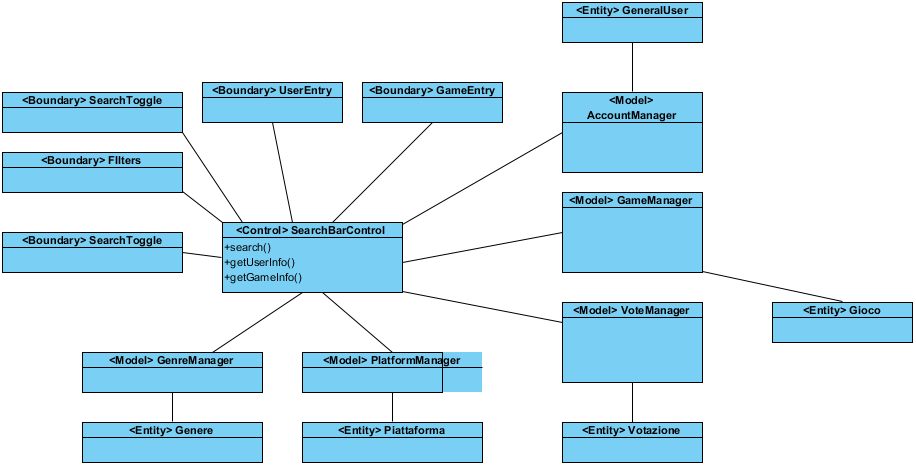 <Entity> GeneralUser
<Boundary> UserEntry
<Boundary> GameEntry
<Boundary> SearchToggle
<Model>
AccountManager
<Boundary> FIlters
<Model> GameManager
<Control> SearchBarControl
<Boundary> SearchToggle
+search()
+getUserInfo()
+getGameInfo()
<Model> VoteManager
<Entity> Gioco
<Model> GenreManager
<Model> PlatformManager
<Entity> Genere
<Entity> Piattaforma
<Entity> Votazione